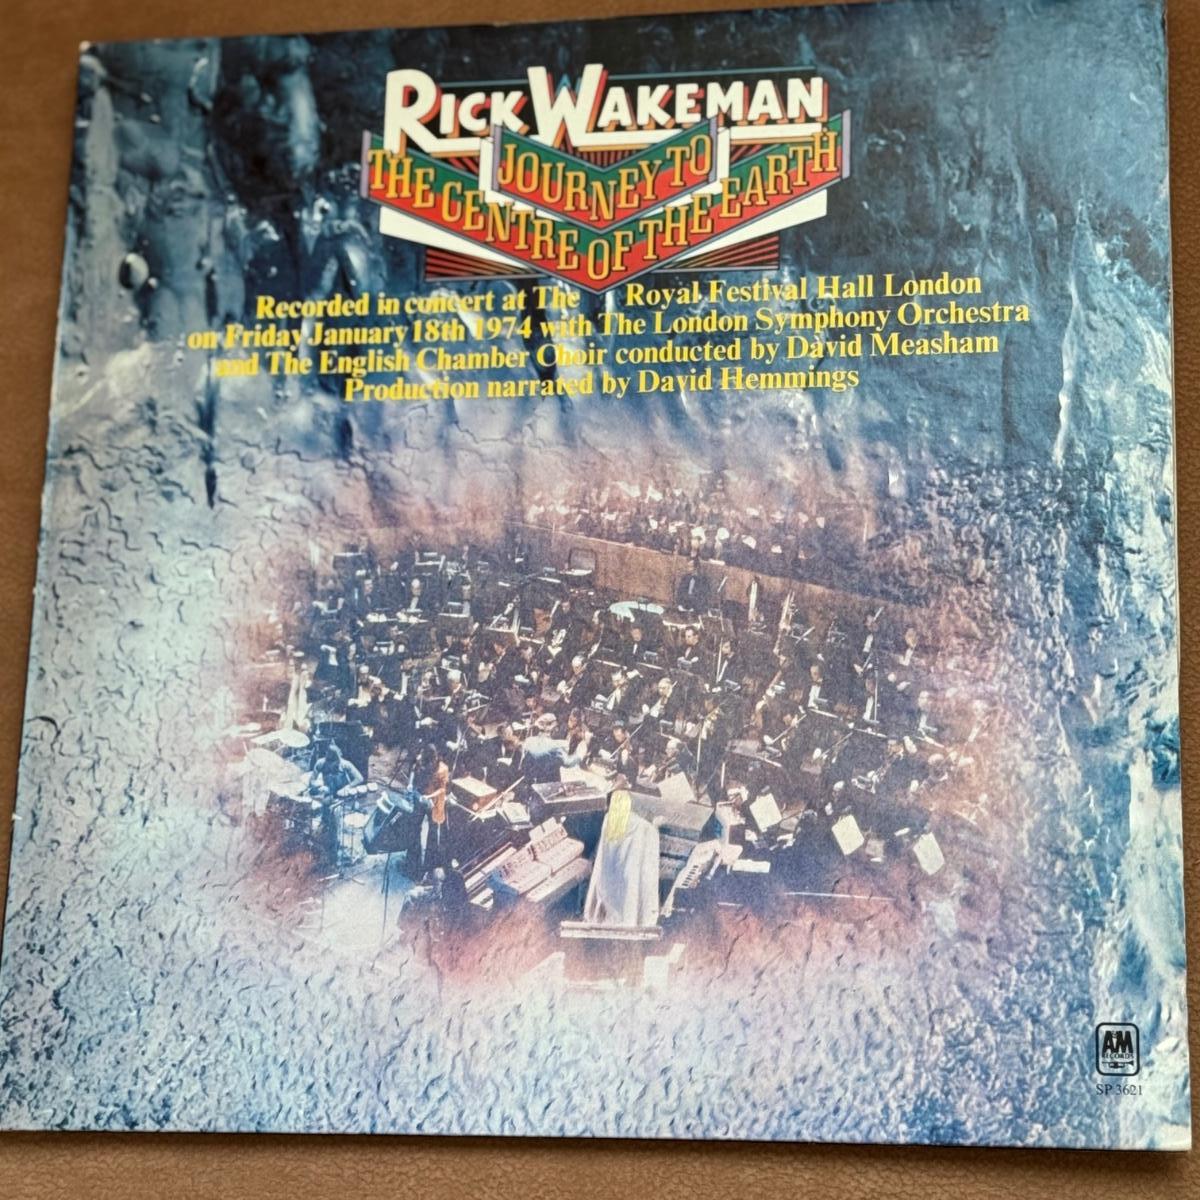 RICK WAKEMAN
JOURNEY TO
THE CENTRE OF THE EARTH
Recorded in concert at The Royal Festival Hall London
on Friday January 18th 1974 with The London Symphony Orchestra
and The English Chamber Choir conducted by David Measham
Production narrated by David Hemmings
A&M
RECORDS
SP 3621